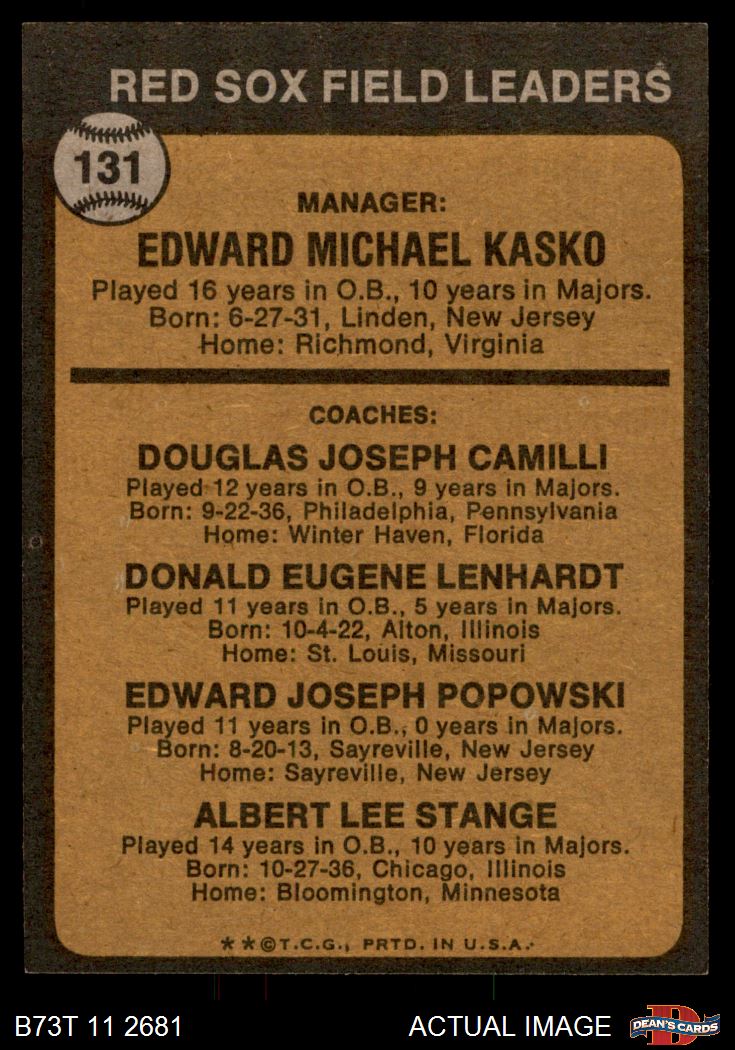 RED SOX FIELD LEADERS
131
MANAGER:
EDWARD MICHAEL KASKO
Played 16 years in O.B., 10 years in Majors.
Born: 6-27-31, Linden, New Jersey
Home: Richmond, Virginia
COACHES:
DOUGLAS JOSEPH CAMILLI
Played 12 years in O.B., 9 years in Majors.
Born: 9-22-36, Philadelphia, Pennsylvania
Home: Winter Haven, Florida
DONALD EUGENE LENHARDT
Played 11 years in O.B., 5 years in Majors.
Born: 10-4-22, Alton, Illinois
Home: St. Louis, Missouri
EDWARD JOSEPH POPOWSKI
Played 11 years in O.B., 0 years in Majors.
Born: 8-20-13, Sayreville, New Jersey
Home: Sayreville, New Jersey
ALBERT LEE STANGE
Played 14 years in O.B., 10 years in Majors.
Born: 10-27-36, Chicago, Illinois
Home: Bloomington, Minnesota
**©T.C.G., PRTD. IN U.S.A.
B73T 11 2681 ACTUAL IMAGE D DEAN'S CARDS